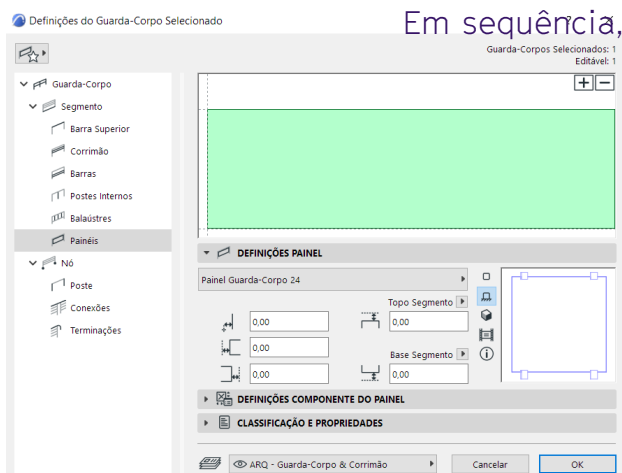 Definições do Guarda-Corpo Selecionado
Em sequência,
Guarda-Corpos Selecionados: 1
Editável: 1
Guarda-Corpo
Segmento
Barra Superior
Corrimão
Barras
Postes Internos
Balaústres
Painéis
Nó
Poste
Conexões
Terminações
DEFINIÇÕES PAINEL
Painel Guarda-Corpo 24
Topo Segmento
0,00
0,00
0,00
Base Segmento
0,00
0,00
DEFINIÇÕES COMPONENTE DO PAINEL
CLASSIFICAÇÃO E PROPRIEDADES
ARQ - Guarda-Corpo & Corrimão
Cancelar
OK